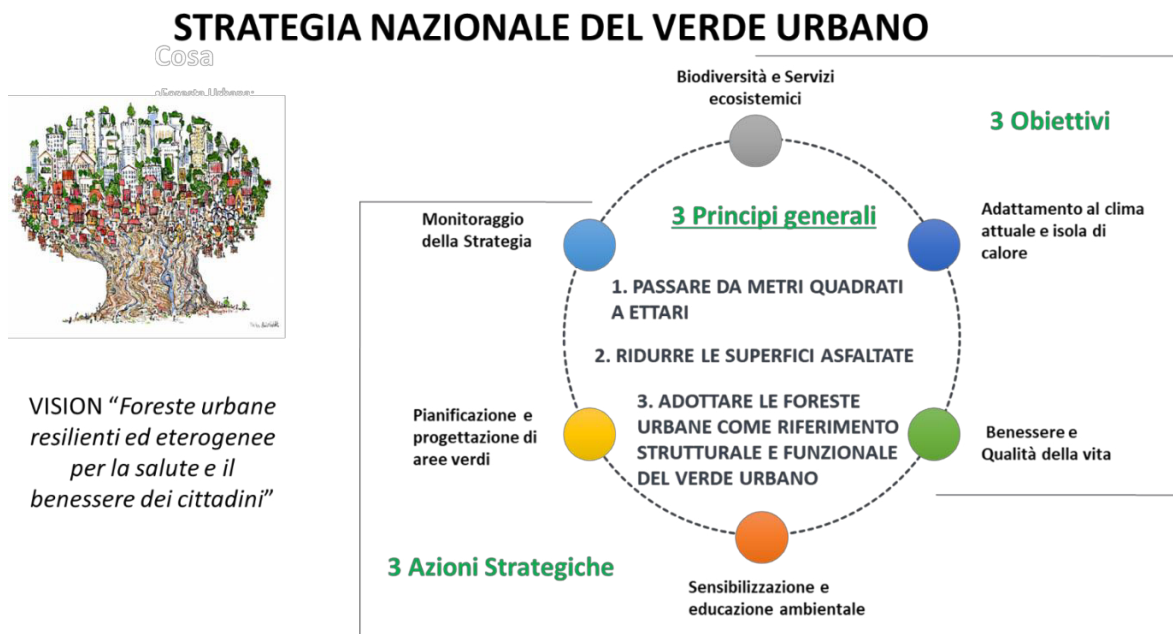 STRATEGIA NAZIONALE DEL VERDE URBANO
Cosa
Biodiversità e Servizi
ecosistemici
3 Obiettivi
Adattamento al clima
attuale e isola di
calore
Monitoraggio
della Strategia
3 Principi generali
1. PASSARE DA METRI QUADRATI
A ETTARI
2. RIDURRE LE SUPERFICI ASFALTATE
3. ADOTTARE LE FORESTE
URBANE COME RIFERIMENTO
STRUTTURALE E FUNZIONALE
DEL VERDE URBANO
VISION “Foreste urbane
resilienti ed eterogenee
per la salute e il
benessere dei cittadini”
Pianificazione e
progettazione di
aree verdi
Benessere e
Qualità della vita
3 Azioni Strategiche
Sensibilizzazione e
educazione ambientale